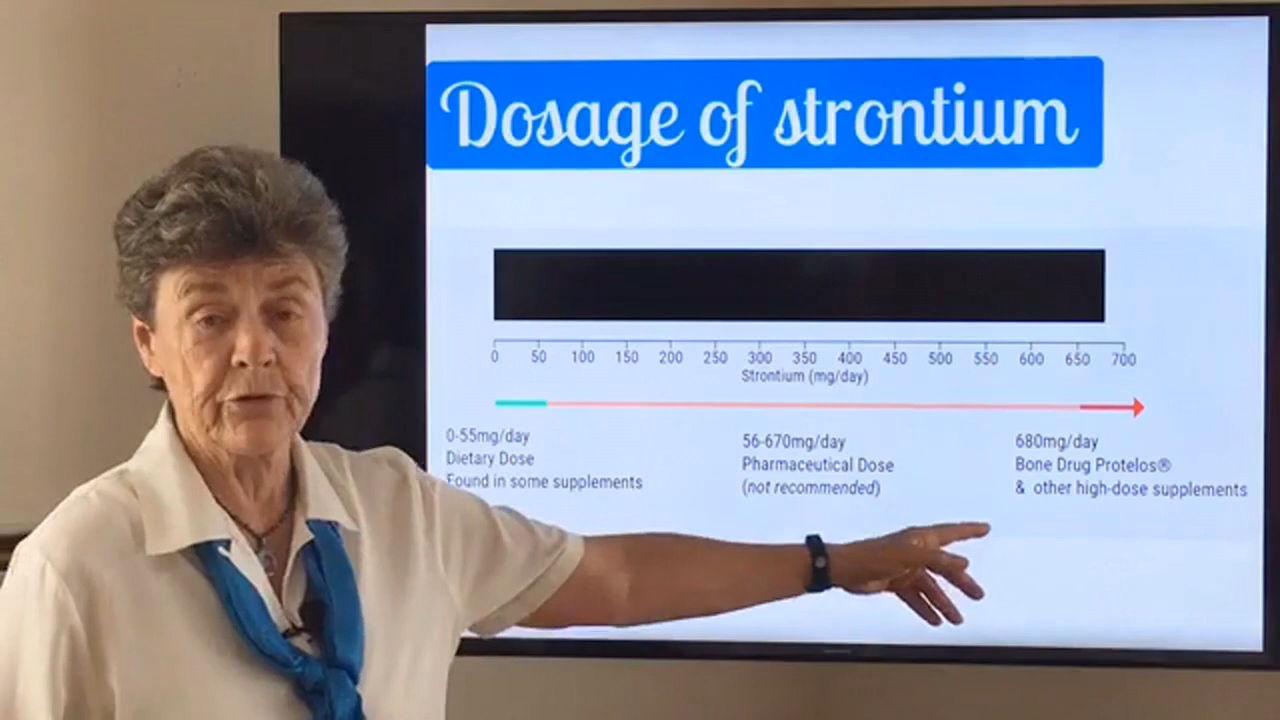 Dosage of strontium
0 50 100 150 200 250 300 350 400 450 500 550 600 650 700
Strontium (mg/day)
0-55mg/day
Dietary Dose
Found in some supplements
56-670mg/day
Pharmaceutical Dose
(not recommended)
680mg/day
Bone Drug Protelos®
& other high-dose supplements